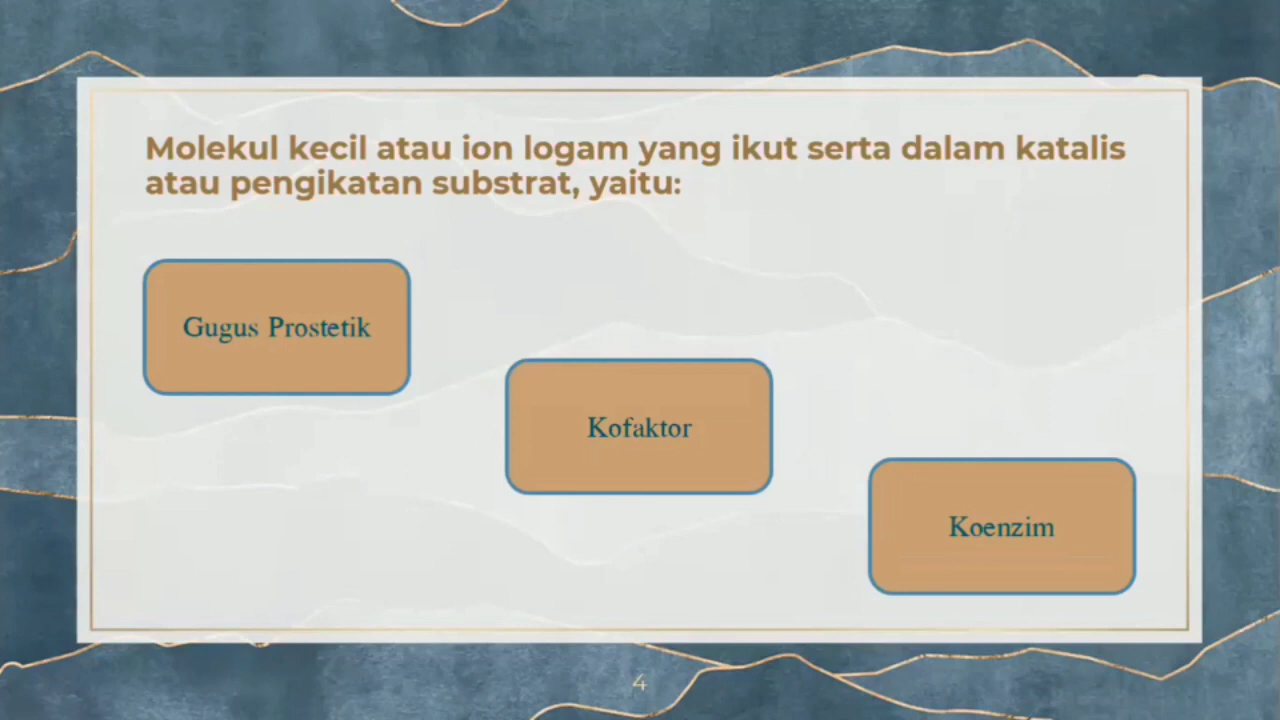 Molekul kecil atau ion logam yang ikut serta dalam katalis
atau pengikatan substrat, yaitu:
Gugus Prostetik
Kofaktor
Koenzim
4